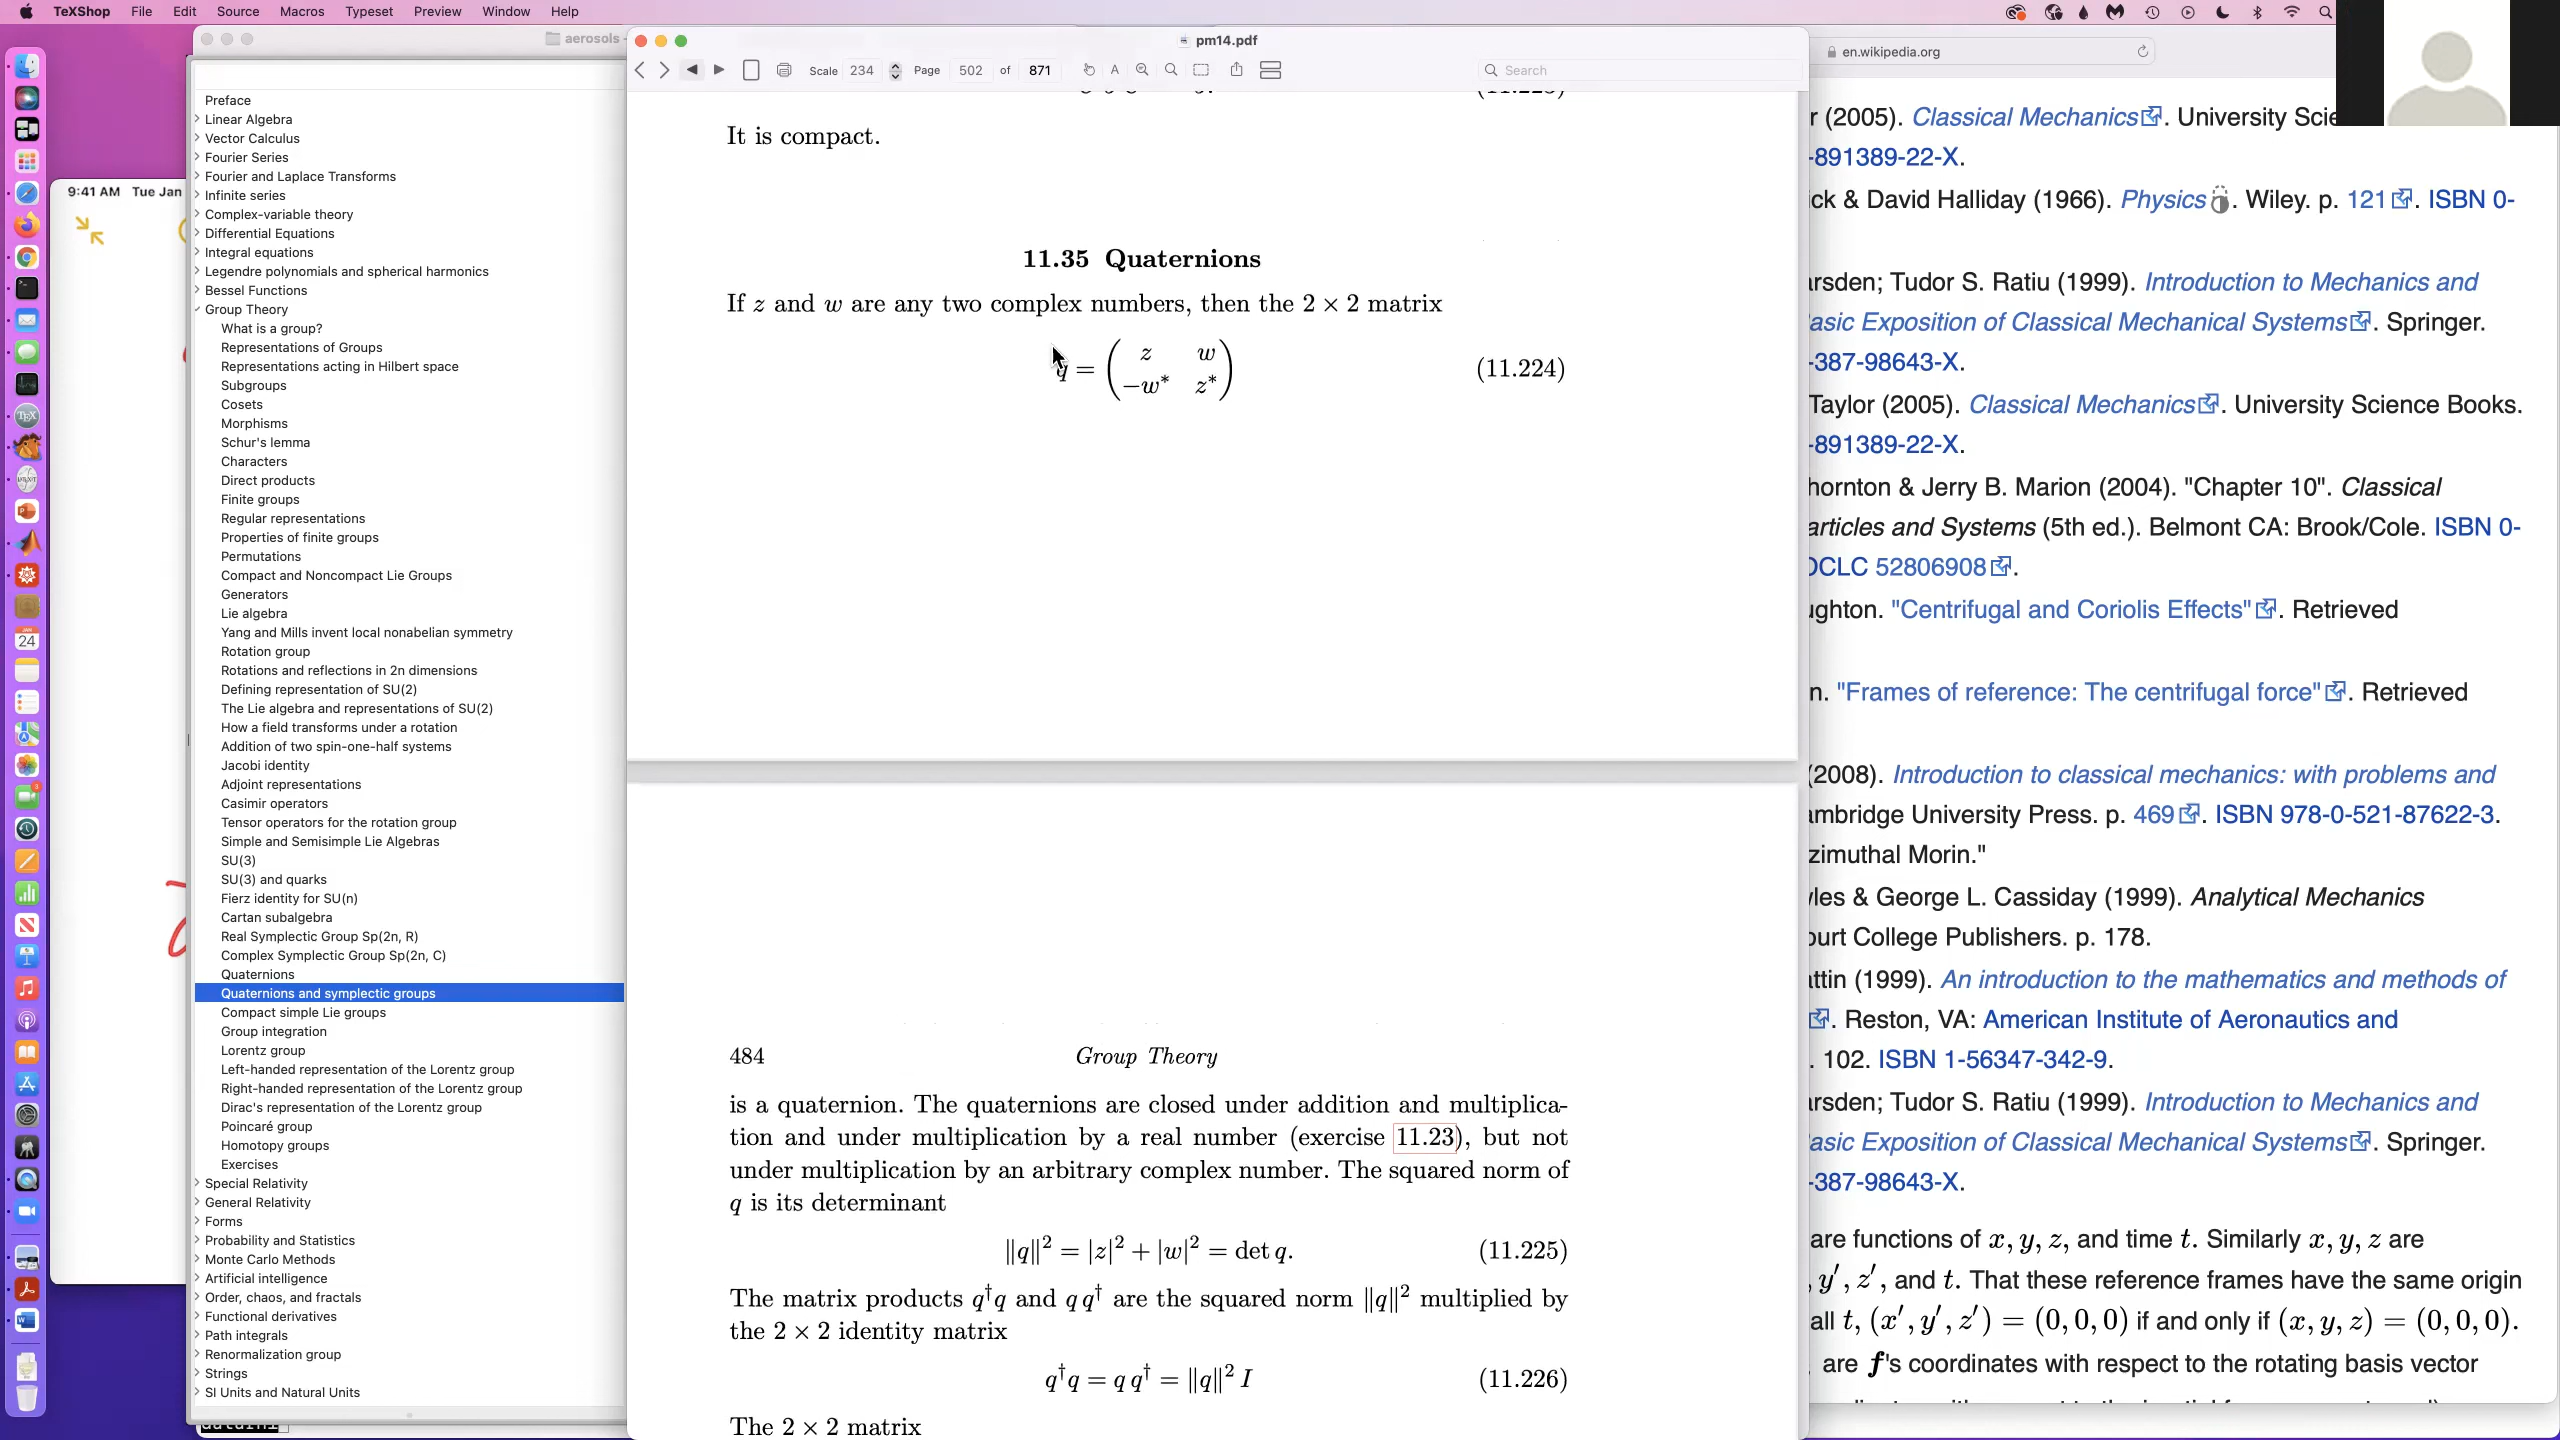 TeXShop File Edit Source Macros Typeset Preview Window Help
aerosols
pm14.pdf
Scale 234 Page 502 of 871
Search
en.wikipedia.org
9:41 AM Tue Jan
JAN
24
Preface
Linear Algebra
Vector Calculus
Fourier Series
Fourier and Laplace Transforms
Infinite series
Complex-variable theory
Differential Equations
Integral equations
Legendre polynomials and spherical harmonics
Bessel Functions
Group Theory
What is a group?
Representations of Groups
Representations acting in Hilbert space
Subgroups
Cosets
Morphisms
Schur's lemma
Characters
Direct products
Finite groups
Regular representations
Properties of finite groups
Permutations
Compact and Noncompact Lie Groups
Generators
Lie algebra
Yang and Mills invent local nonabelian symmetry
Rotation group
Rotations and reflections in 2n dimensions
Defining representation of SU(2)
The Lie algebra and representations of SU(2)
How a field transforms under a rotation
Addition of two spin-one-half systems
Jacobi identity
Adjoint representations
Casimir operators
Tensor operators for the rotation group
Simple and Semisimple Lie Algebras
SU(3)
SU(3) and quarks
Fierz identity for SU(n)
Cartan subalgebra
Real Symplectic Group Sp(2n, R)
Complex Symplectic Group Sp(2n, C)
Quaternions
Quaternions and symplectic groups
Compact simple Lie groups
Group integration
Lorentz group
Left-handed representation of the Lorentz group
Right-handed representation of the Lorentz group
Dirac's representation of the Lorentz group
Poincaré group
Homotopy groups
Exercises
Special Relativity
General Relativity
Forms
Probability and Statistics
Monte Carlo Methods
Artificial intelligence
Order, chaos, and fractals
Functional derivatives
Path integrals
Renormalization group
Strings
SI Units and Natural Units
It is compact.
11.35 Quaternions
If z and w are any two complex numbers, then the 2 × 2 matrix
q = ( z w
−w* z* ) (11.224)
484 Group Theory
is a quaternion. The quaternions are closed under addition and multiplica-
tion and under multiplication by a real number (exercise 11.23), but not
under multiplication by an arbitrary complex number. The squared norm of
q is its determinant
‖q‖² = |z|² + |w|² = det q. (11.225)
The matrix products q†q and q q† are the squared norm ‖q‖² multiplied by
the 2 × 2 identity matrix
q†q = q q† = ‖q‖² I (11.226)
The 2 × 2 matrix
r (2005). Classical Mechanics. University Scie
-891389-22-X.
ick & David Halliday (1966). Physics. Wiley. p. 121. ISBN 0-
arsden; Tudor S. Ratiu (1999). Introduction to Mechanics and
asic Exposition of Classical Mechanical Systems. Springer.
-387-98643-X.
Taylor (2005). Classical Mechanics. University Science Books.
-891389-22-X.
hornton & Jerry B. Marion (2004). "Chapter 10". Classical
articles and Systems (5th ed.). Belmont CA: Brook/Cole. ISBN 0-
OCLC 52806908.
ughton. "Centrifugal and Coriolis Effects". Retrieved
n. "Frames of reference: The centrifugal force". Retrieved
(2008). Introduction to classical mechanics: with problems and
ambridge University Press. p. 469. ISBN 978-0-521-87622-3.
zimuthal Morin."
les & George L. Cassiday (1999). Analytical Mechanics
ourt College Publishers. p. 178.
attin (1999). An introduction to the mathematics and methods of
. Reston, VA: American Institute of Aeronautics and
. 102. ISBN 1-56347-342-9.
arsden; Tudor S. Ratiu (1999). Introduction to Mechanics and
asic Exposition of Classical Mechanical Systems. Springer.
-387-98643-X.
are functions of x, y, z, and time t. Similarly x, y, z are
, y′, z′, and t. That these reference frames have the same origin
all t, (x′, y′, z′) = (0, 0, 0) if and only if (x, y, z) = (0, 0, 0).
are f's coordinates with respect to the rotating basis vector